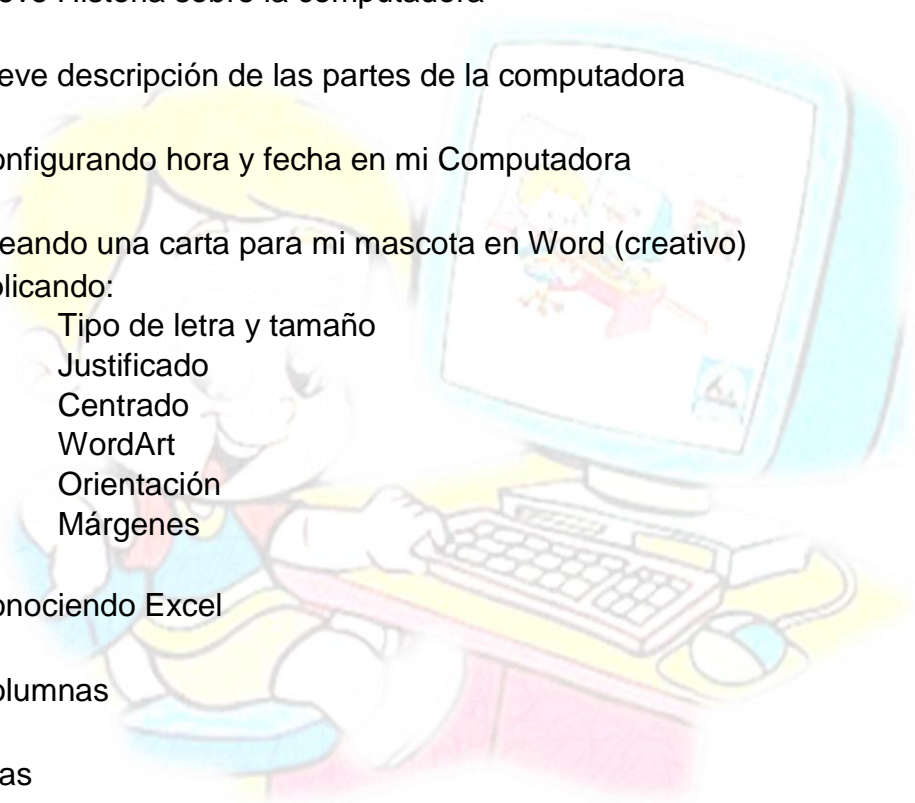 eve Historia sobre la computadora
eve descripción de las partes de la computadora
onfigurando hora y fecha en mi Computadora
eando una carta para mi mascota en Word (creativo)
plicando:
Tipo de letra y tamaño
Justificado
Centrado
WordArt
Orientación
Márgenes
onociendo Excel
olumnas
as